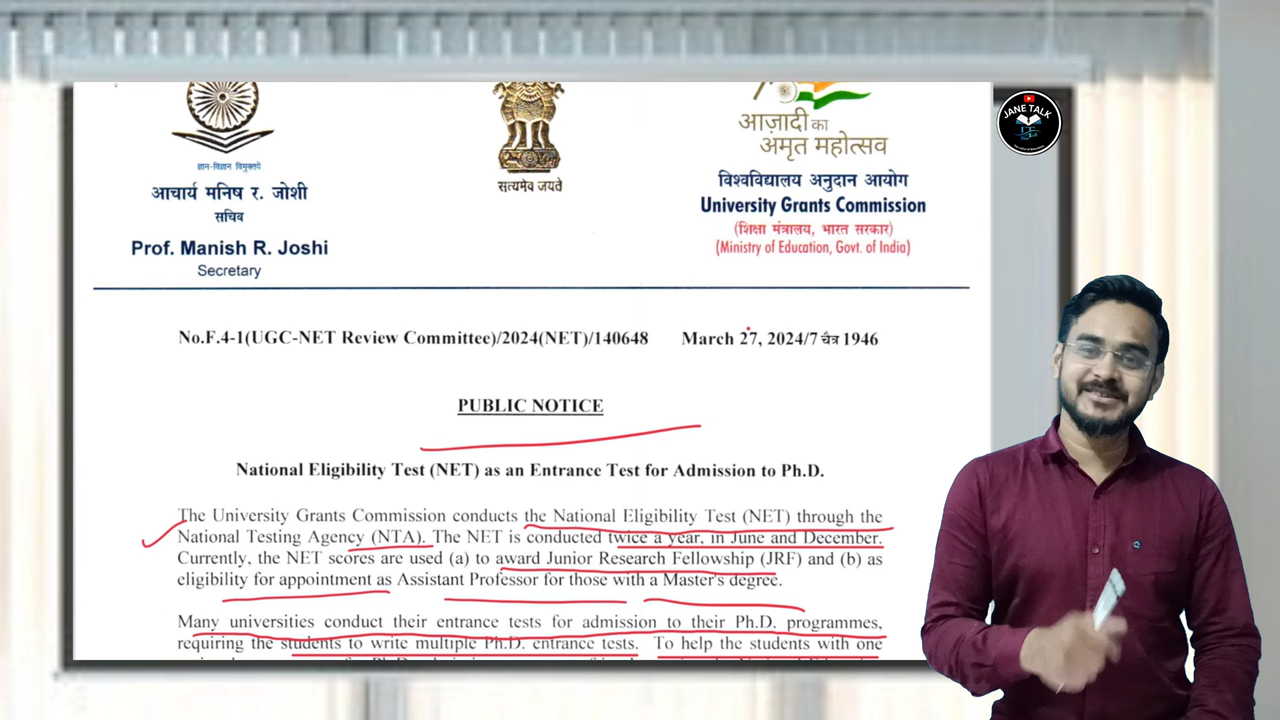 ज्ञान-विज्ञान विमुक्तये
आचार्य मनिष र. जोशी
सचिव
Prof. Manish R. Joshi
Secretary
सत्यमेव जयते
आज़ादी का
अमृत महोत्सव
विश्वविद्यालय अनुदान आयोग
University Grants Commission
(शिक्षा मंत्रालय, भारत सरकार)
(Ministry of Education, Govt. of India)
JANE TALK
No.F.4-1(UGC-NET Review Committee)/2024(NET)/140648 March 27, 2024/7 चैत्र 1946
PUBLIC NOTICE
National Eligibility Test (NET) as an Entrance Test for Admission to Ph.D.
The University Grants Commission conducts the National Eligibility Test (NET) through the
National Testing Agency (NTA). The NET is conducted twice a year, in June and December.
Currently, the NET scores are used (a) to award Junior Research Fellowship (JRF) and (b) as
eligibility for appointment as Assistant Professor for those with a Master's degree.
Many universities conduct their entrance tests for admission to their Ph.D. programmes,
requiring the students to write multiple Ph.D. entrance tests. To help the students with one